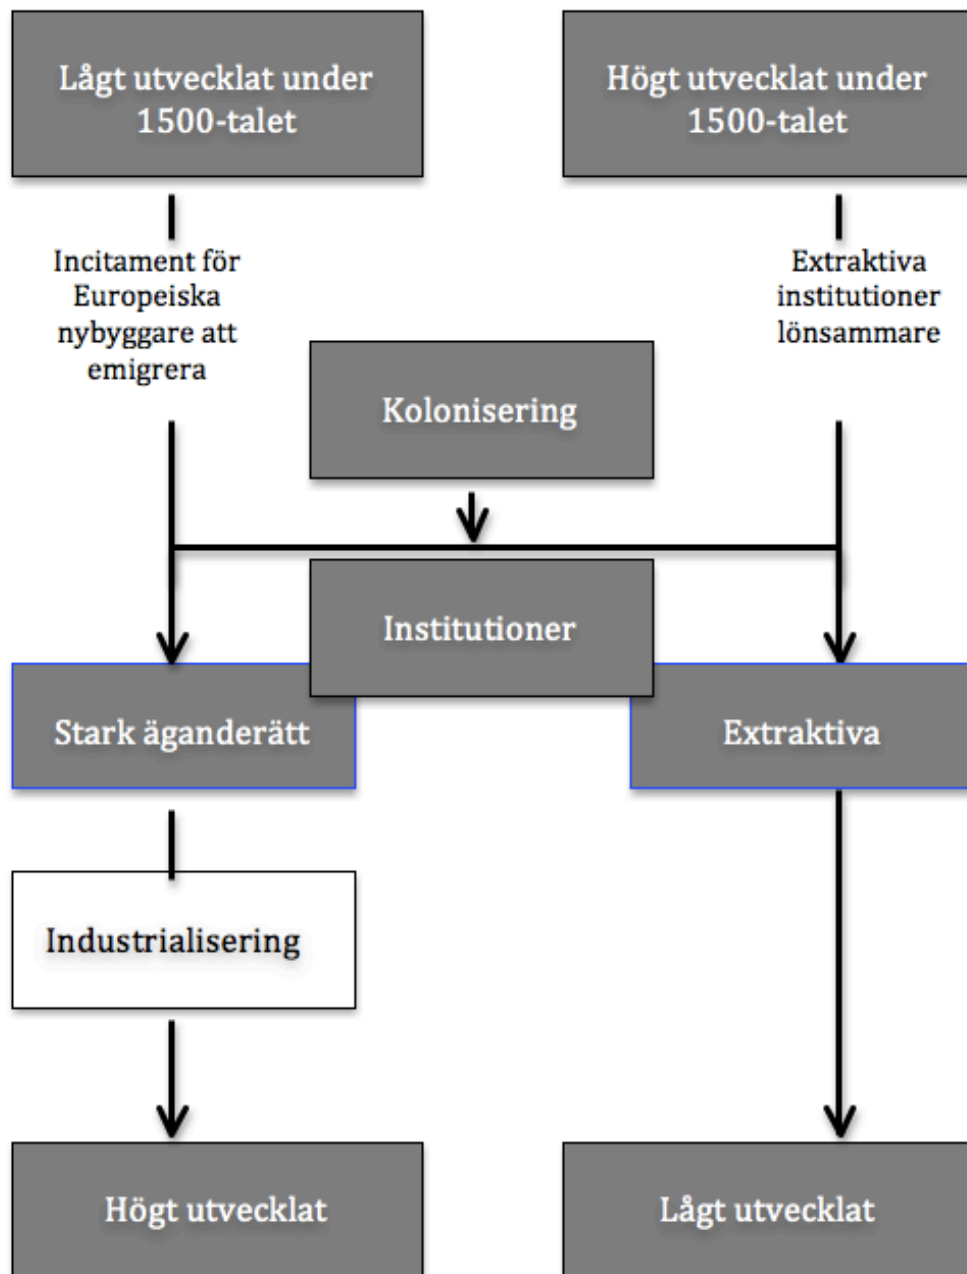 Lågt utvecklat under
1500-talet
Högt utvecklat under
1500-talet
Incitament för
Europeiska
nybyggare att
emigrera
Extraktiva
institutioner
lönsammare
Kolonisering
Institutioner
Stark äganderätt
Extraktiva
Industrialisering
Högt utvecklat
Lågt utvecklat